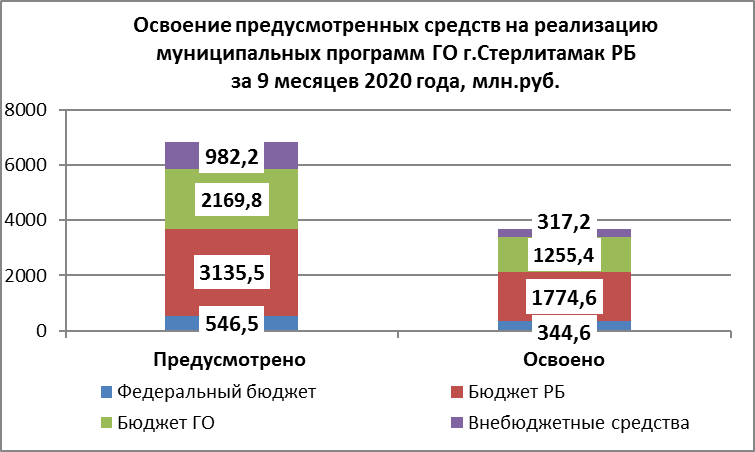 Освоение предусмотренных средств на реализацию
муниципальных программ ГО г.Стерлитамак РБ
за 9 месяцев 2020 года, млн.руб.
8000
6000
4000
2000
0
982,2
2169,8
3135,5
546,5
317,2
1255,4
1774,6
344,6
Предусмотрено
Освоено
Федеральный бюджет
Бюджет РБ
Бюджет ГО
Внебюджетные средства